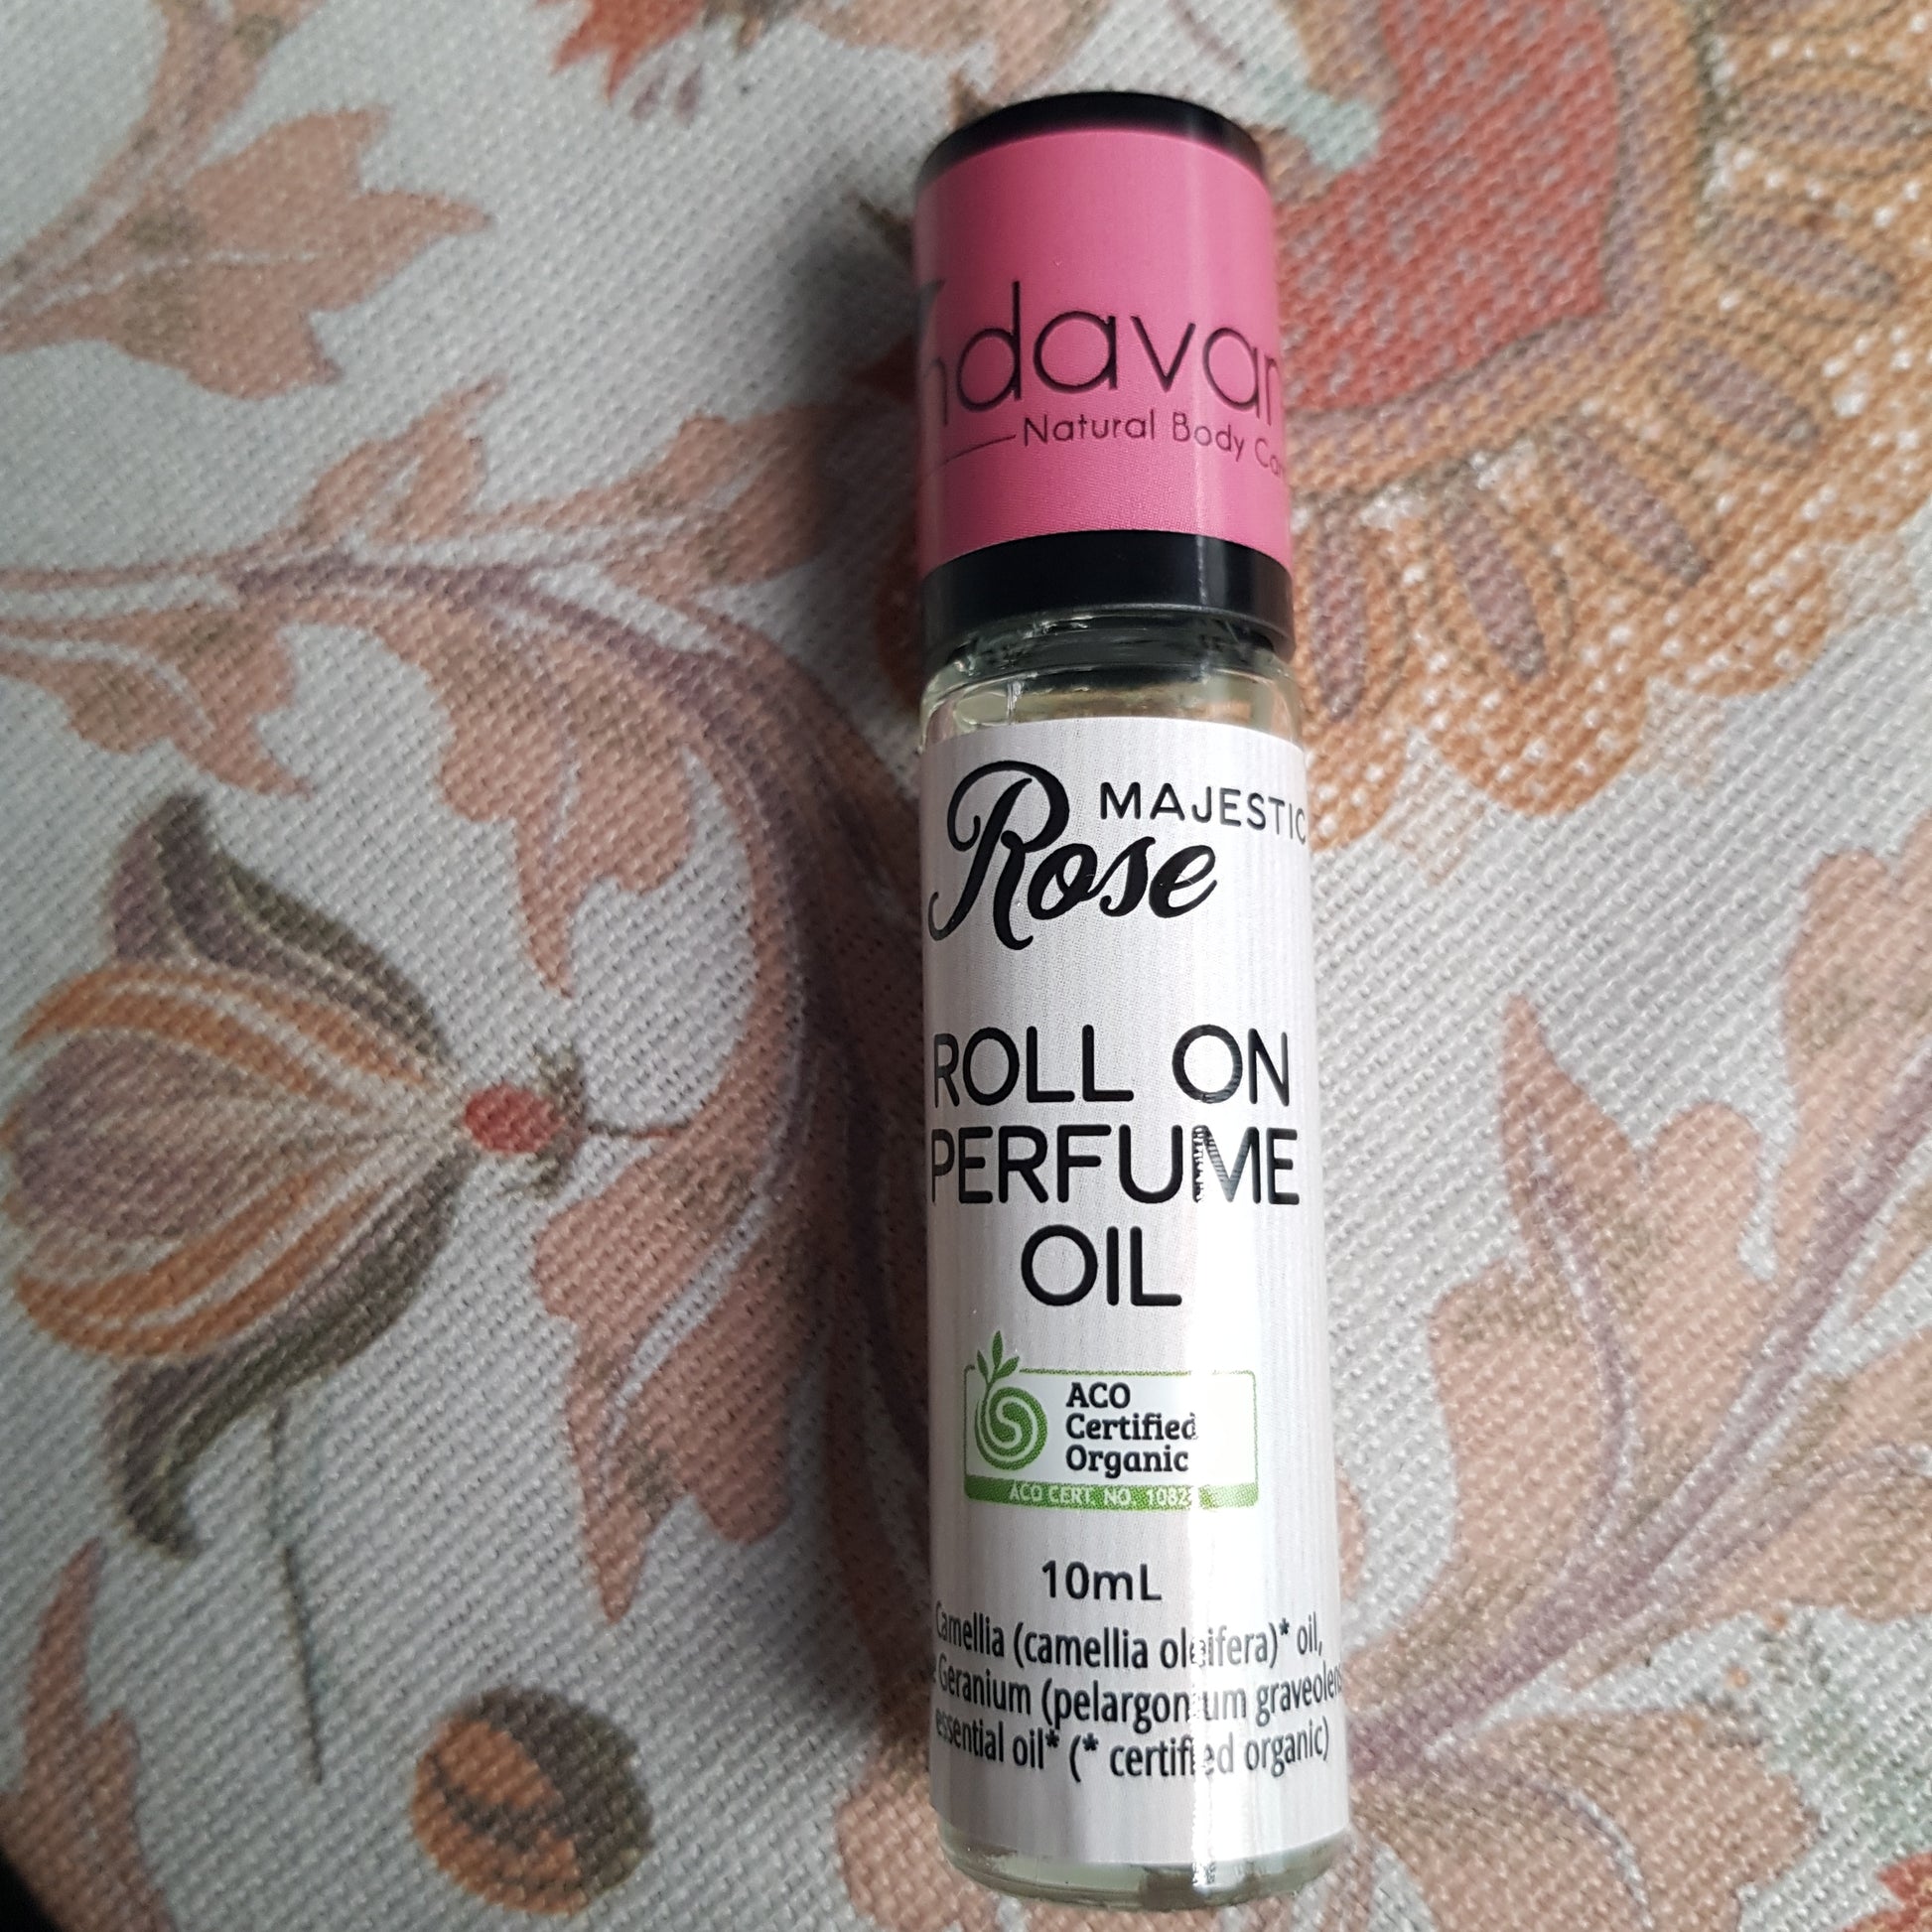 ndavan
Natural Body
MAJESTIC
Rose
ROLL ON
PERFUME
OIL
ACO
Certified
Organic
ACO CERT. NO. 1082
10mL
Camellia (camellia oleifera)* oil,
Geranium (pelargonium graveolens
essential oil* (* certified organic)